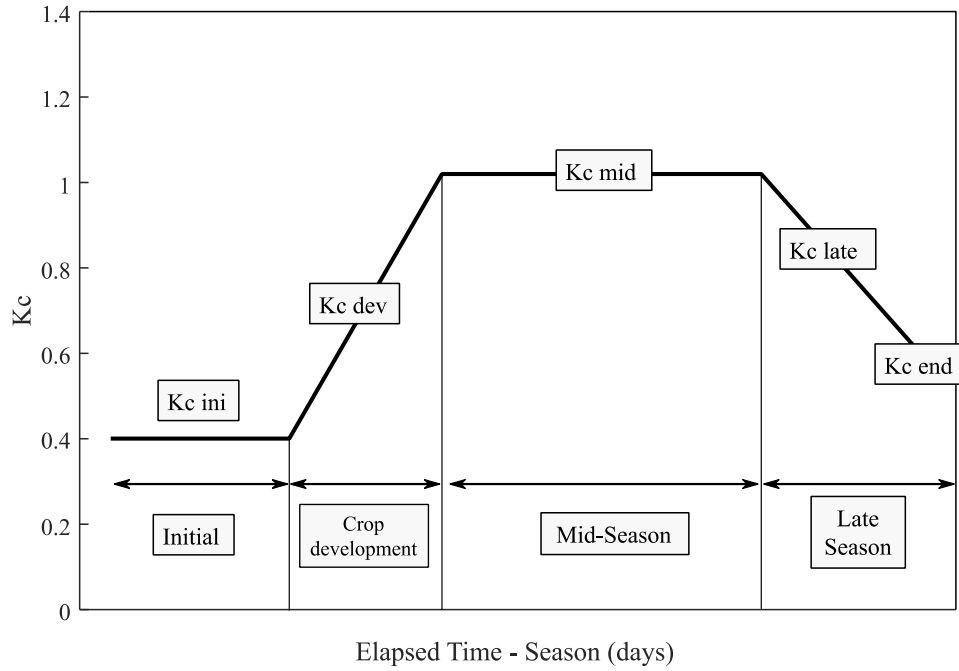 1.4
1.2
1
0.8
0.6
0.4
0.2
0
Kc
Kc ini
Kc dev
Kc mid
Kc late
Kc end
Initial
Crop
development
Mid-Season
Late
Season
Elapsed Time - Season (days)